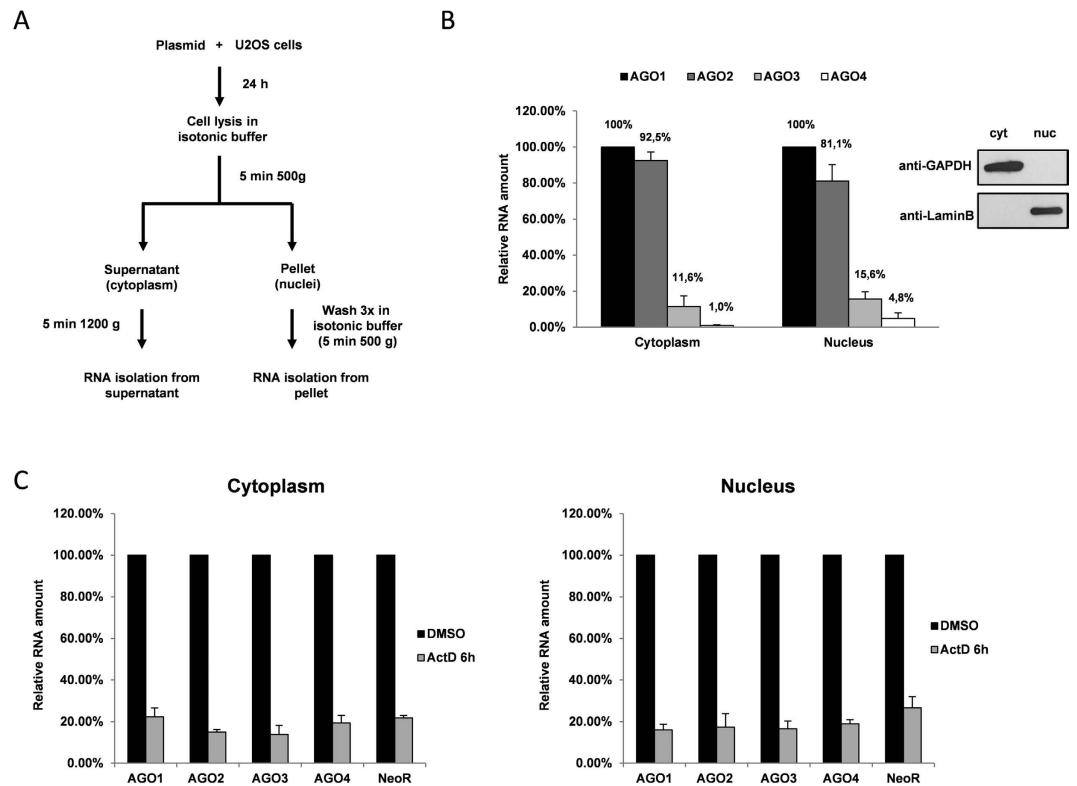 A
Plasmid + U2OS cells
24 h
Cell lysis in
isotonic buffer
5 min 500g
Supernatant
(cytoplasm)
Pellet
(nuclei)
5 min 1200 g
Wash 3x in
isotonic buffer
(5 min 500 g)
RNA isolation from
supernatant
RNA isolation from
pellet
B
AGO1 AGO2 AGO3 AGO4
Relative RNA amount
120.00%
100.00%
80.00%
60.00%
40.00%
20.00%
0.00%
100%
92,5%
11,6%
1,0%
100%
81,1%
15,6%
4,8%
Cytoplasm Nucleus
cyt nuc
anti-GAPDH
anti-LaminB
C
Cytoplasm
Relative RNA amount
120.00%
100.00%
80.00%
60.00%
40.00%
20.00%
0.00%
AGO1 AGO2 AGO3 AGO4 NeoR
DMSO
ActD 6h
Nucleus
Relative RNA amount
120.00%
100.00%
80.00%
60.00%
40.00%
20.00%
0.00%
AGO1 AGO2 AGO3 AGO4 NeoR
DMSO
ActD 6h